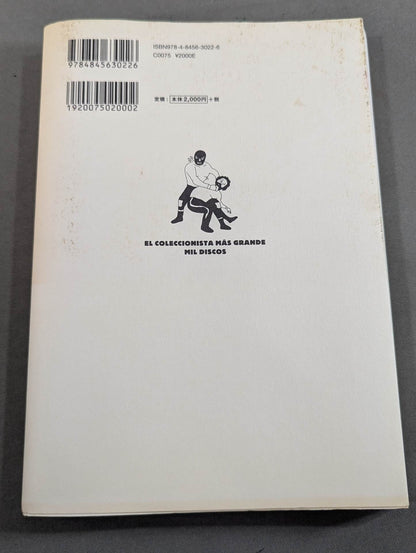 ISBN978-4-8456-3022-6
C0075 ¥2000E
9784845630226
定価：本体2,000円＋税
1920075020002
EL COLECCIONISTA MÁS GRANDE
MIL DISCOS